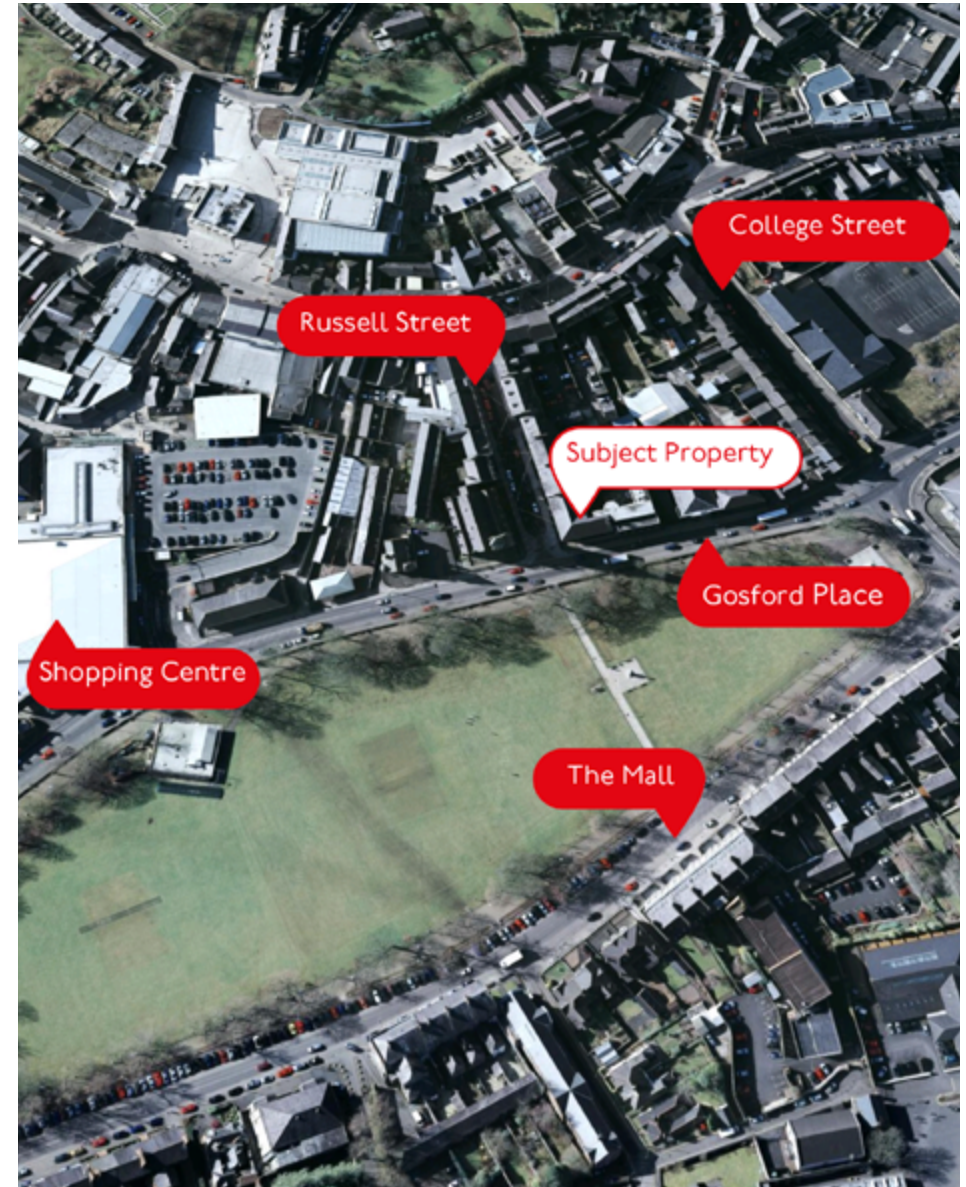 College Street
Russell Street
Subject Property
Gosford Place
Shopping Centre
The Mall